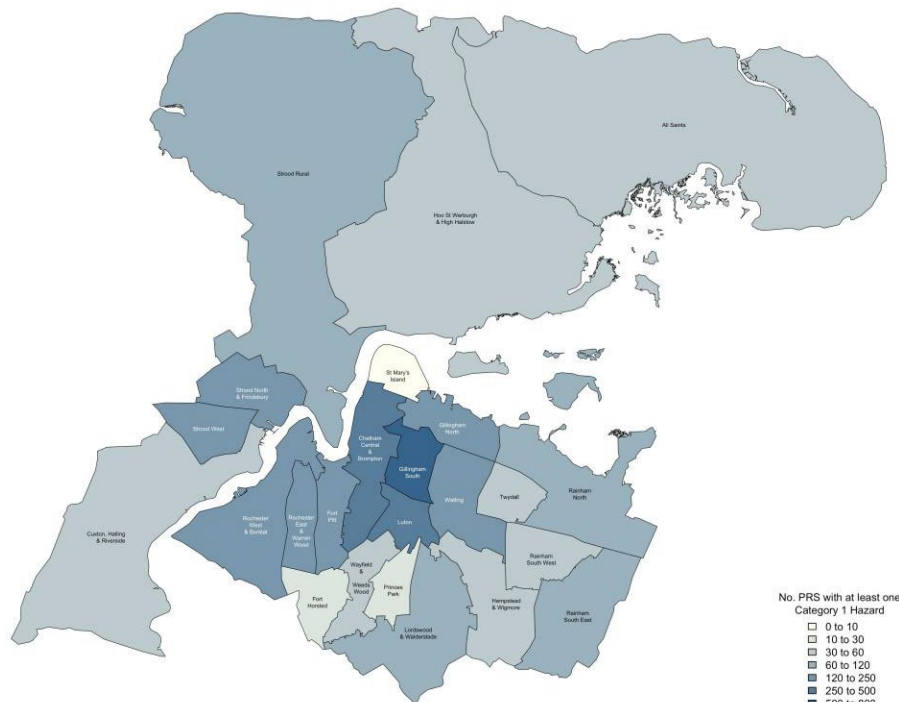 All Saints
Strood Rural
Hoo St Werburgh
& High Halstow
St Mary's
Island
Strood North
& Frindsbury
Strood West
Gillingham
North
Chatham
Central
&
Brompton
Gillingham
South
Watling
Twydall
Rainham
North
Cuxton, Halling
& Riverside
Rochester
West
& Borstal
Rochester
East
&
Warren
Wood
Fort
Pitt
Luton
Rainham
South West
Wayfield
&
Weeds
Wood
Princes
Park
Fort
Horsted
Hempstead
& Wigmore
Rainham
South East
Lordswood
& Walderslade
No. PRS with at least one
Category 1 Hazard
0 to 10
10 to 30
30 to 60
60 to 120
120 to 250
250 to 500